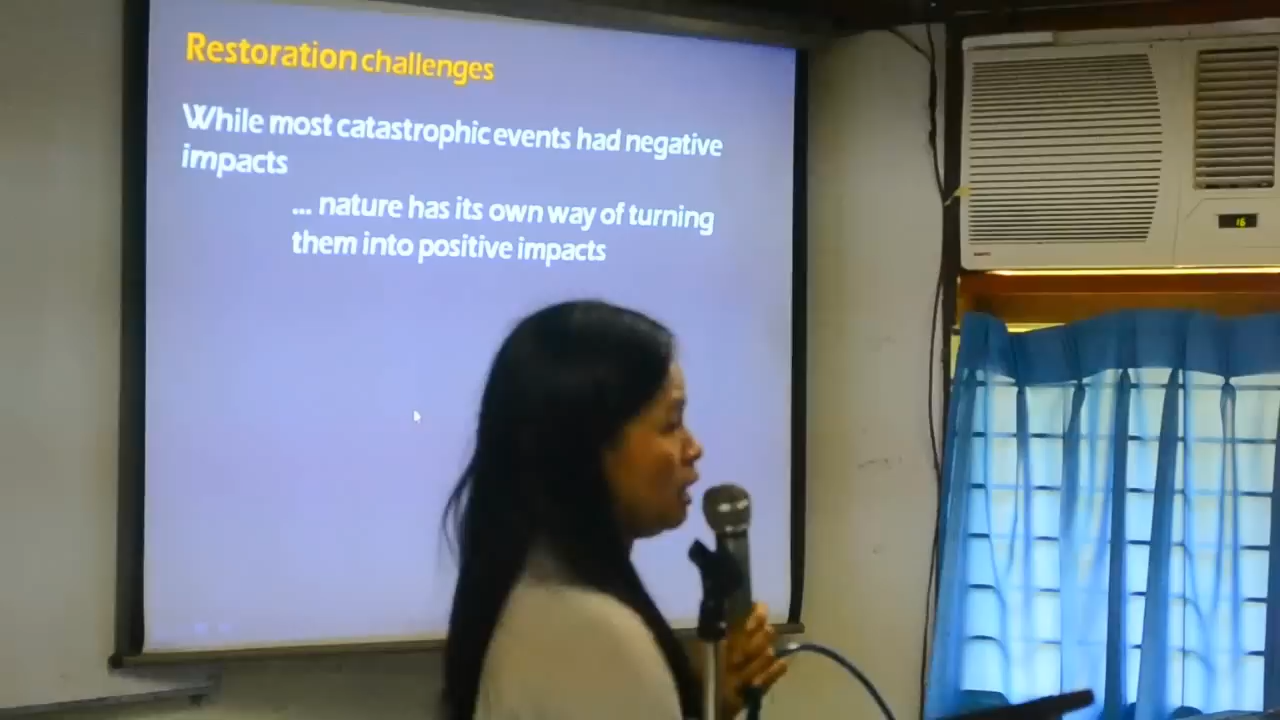 Restoration challenges
While most catastrophic events had negative
impacts
... nature has its own way of turning
them into positive impacts
16